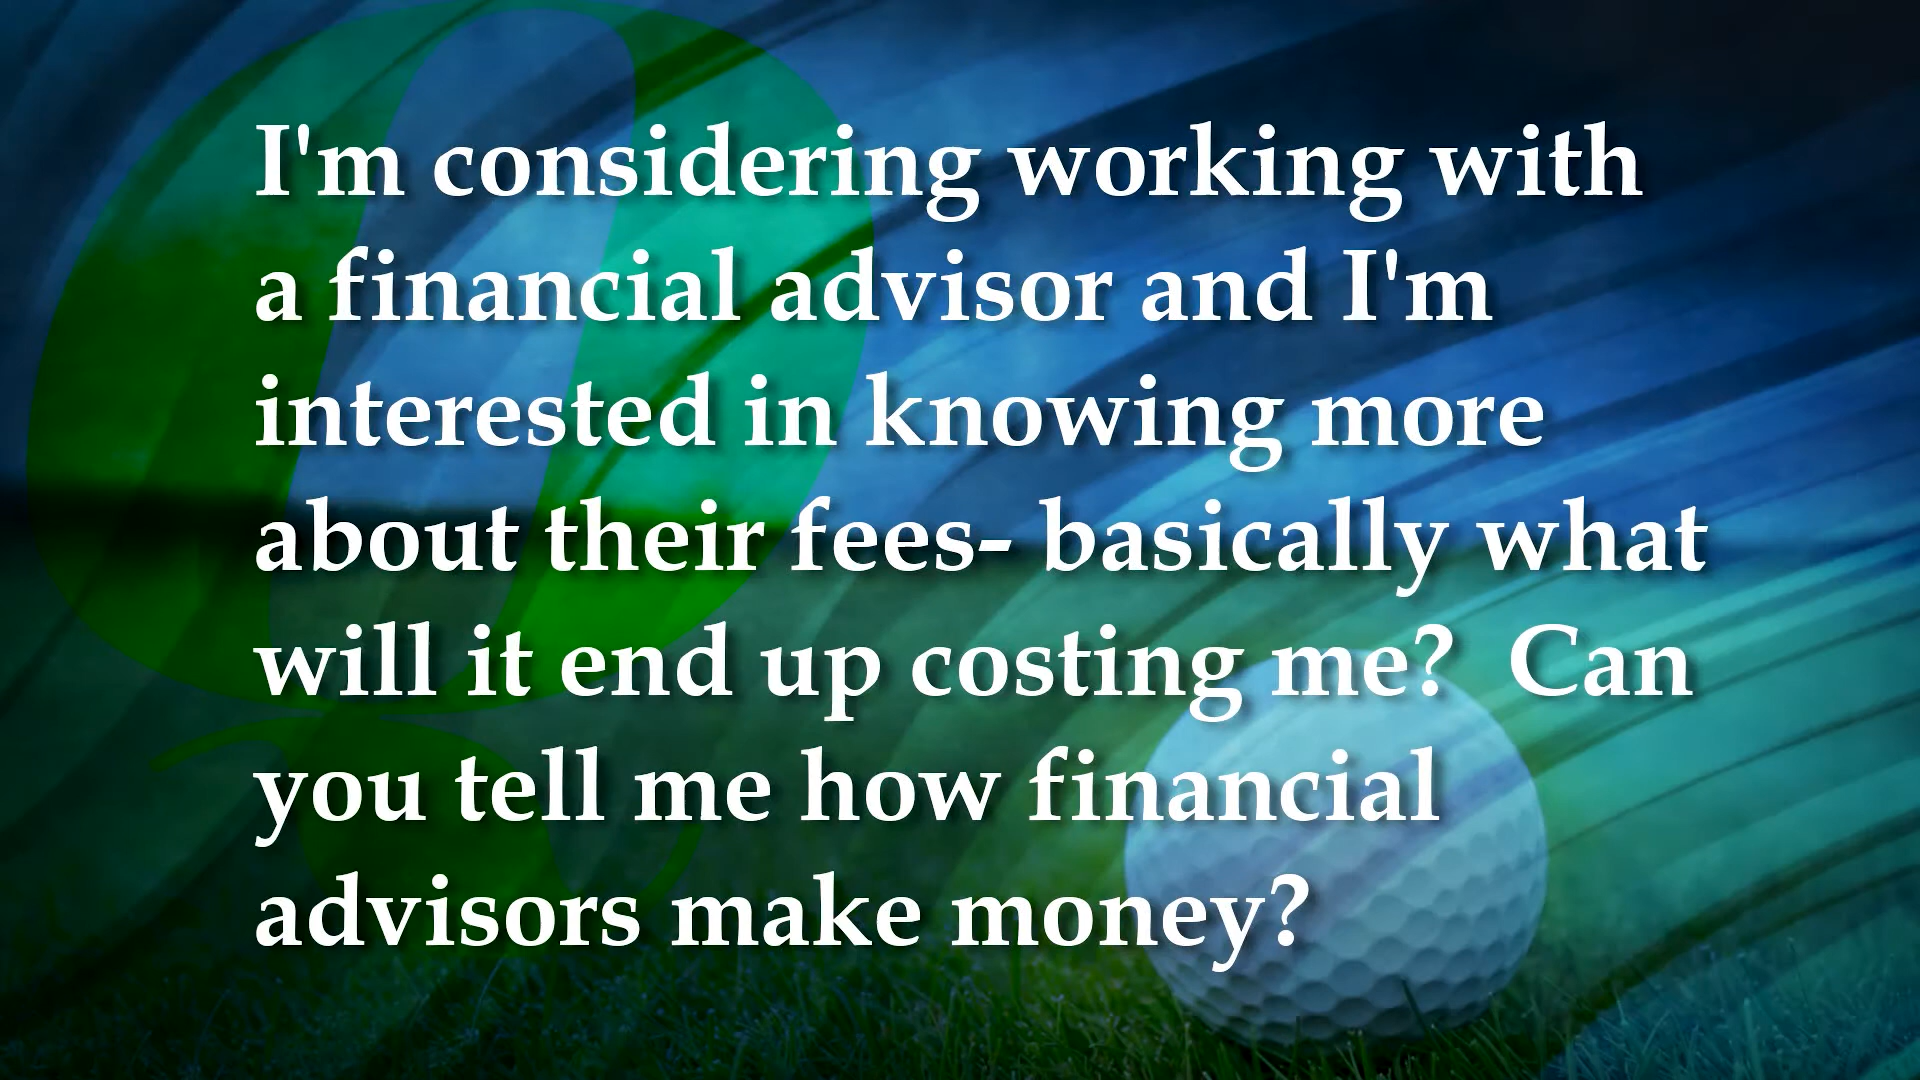 I'm considering working with
a financial advisor and I'm
interested in knowing more
about their fees- basically what
will it end up costing me?  Can
you tell me how financial
advisors make money?